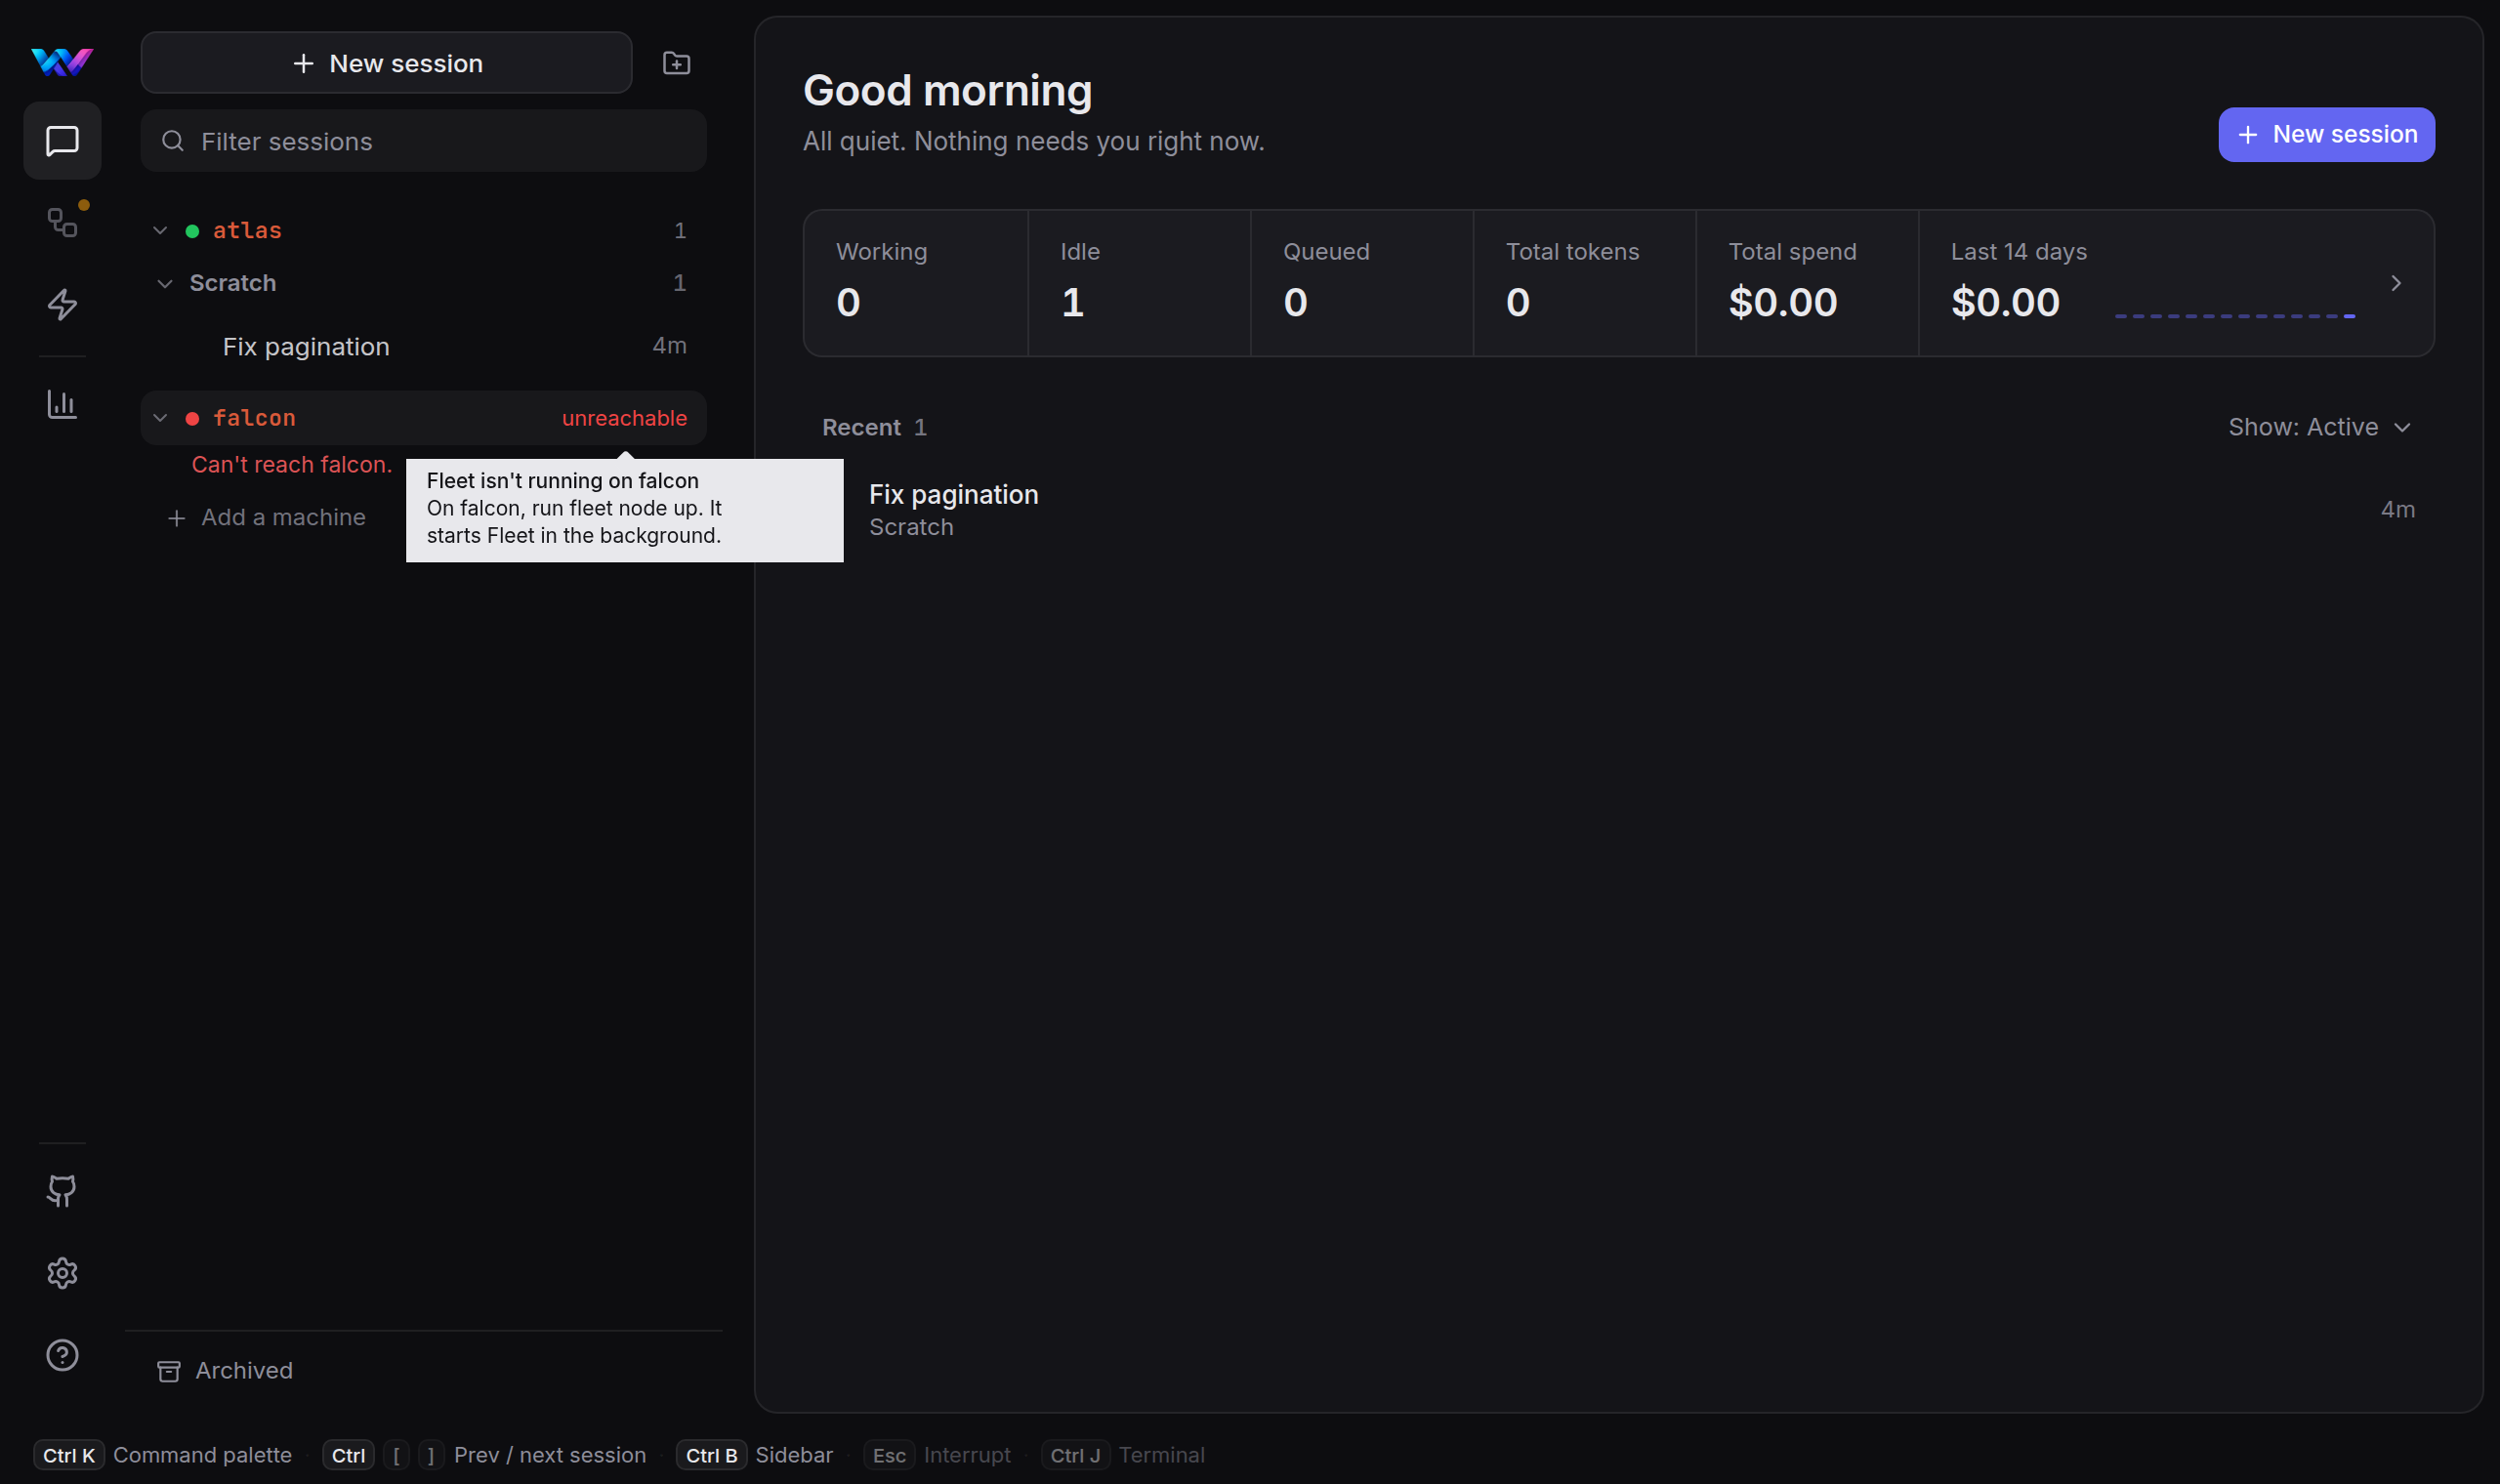 New session
Filter sessions
atlas 1
Scratch 1
Fix pagination 4m
falcon unreachable
Can't reach falcon.
Add a machine
Fleet isn't running on falcon
On falcon, run fleet node up. It
starts Fleet in the background.
Archived
Good morning
All quiet. Nothing needs you right now.
New session
Working
0
Idle
1
Queued
0
Total tokens
0
Total spend
$0.00
Last 14 days
$0.00
Recent 1
Show: Active
Fix pagination
Scratch
4m
Ctrl K Command palette · Ctrl [ ] Prev / next session · Ctrl B Sidebar · Esc Interrupt · Ctrl J Terminal